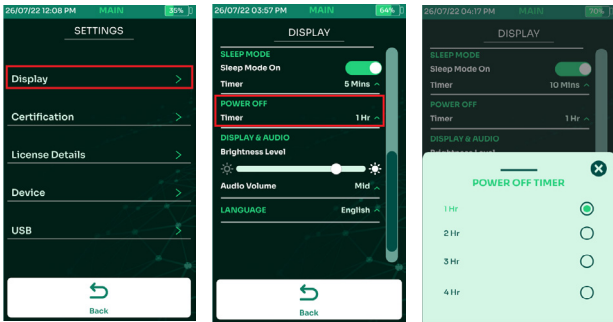 26/07/22 12:08 PM MAIN 35%
SETTINGS
Display
Certification
License Details
Device
USB
Back
26/07/22 03:57 PM MAIN 64%
DISPLAY
SLEEP MODE
Sleep Mode On
Timer 5 Mins
POWER OFF
Timer 1 Hr
DISPLAY & AUDIO
Brightness Level
Audio Volume Mid
LANGUAGE English
Back
26/07/22 04:17 PM MAIN 70%
DISPLAY
SLEEP MODE
Sleep Mode On
Timer 10 Mins
POWER OFF
Timer 1 Hr
DISPLAY & AUDIO
Brightness Level
POWER OFF TIMER
1 Hr
2 Hr
3 Hr
4 Hr